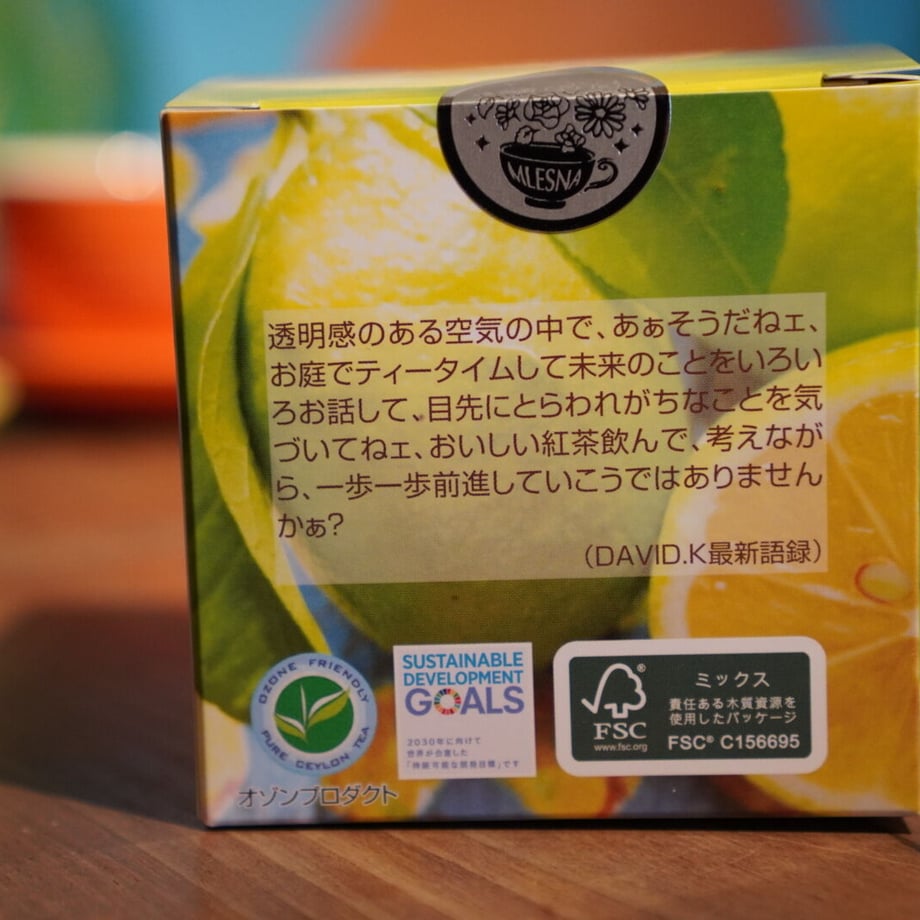 MLESNA
透明感のある空気の中で、あぁそうだねェ、
お庭でティータイムして未来のことをいろい
ろお話して、目先にとらわれがちなことを気
づいてねェ、おいしい紅茶飲んで、考えなが
ら、一歩一歩前進していこうではありません
かぁ?
(DAVID.K最新語録)
OZONE FRIENDLY
PURE CEYLON TEA
オゾンプロダクト
SUSTAINABLE
DEVELOPMENT
GOALS
2030年に向けて
世界が合意した
「持続可能な開発目標」です
FSC®
www.fsc.org
ミックス
責任ある木質資源を
使用したパッケージ
FSC® C156695